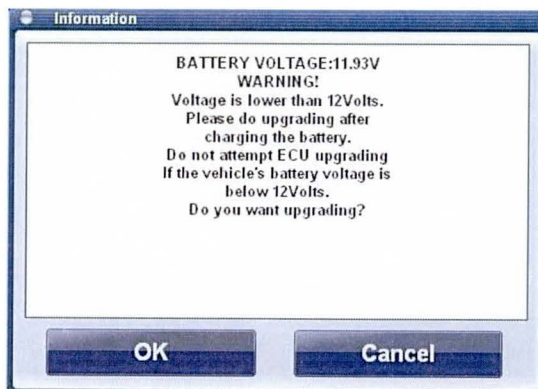 Information
BATTERY VOLTAGE:11.93V
WARNING!
Voltage is lower than 12Volts.
Please do upgrading after
charging the battery.
Do not attempt ECU upgrading
If the vehicle's battery voltage is
below 12Volts.
Do you want upgrading?
OK
Cancel